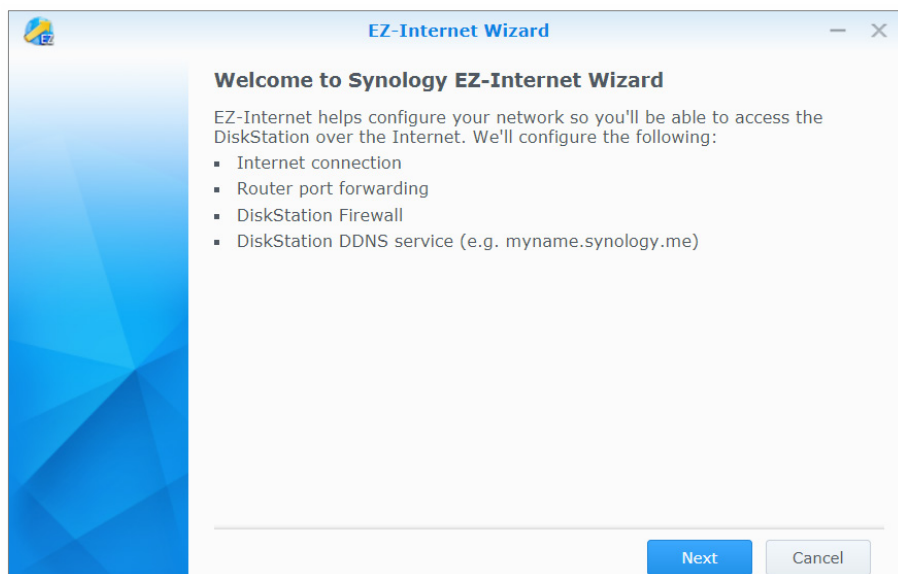 EZ-Internet Wizard
EZ
Welcome to Synology EZ-Internet Wizard
EZ-Internet helps configure your network so you'll be able to access the
DiskStation over the Internet. We'll configure the following:
▪ Internet connection
▪ Router port forwarding
▪ DiskStation Firewall
▪ DiskStation DDNS service (e.g. myname.synology.me)
Next
Cancel